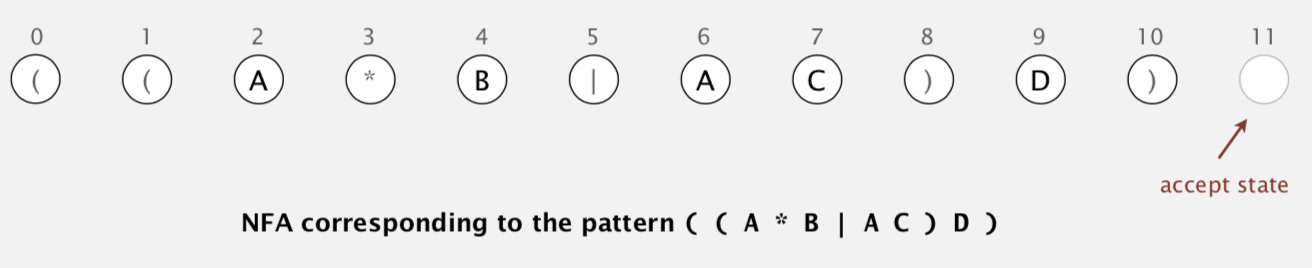 0 1 2 3 4 5 6 7 8 9 10 11
( ( A * B | A C ) D )
accept state
NFA corresponding to the pattern ( ( A * B | A C ) D )